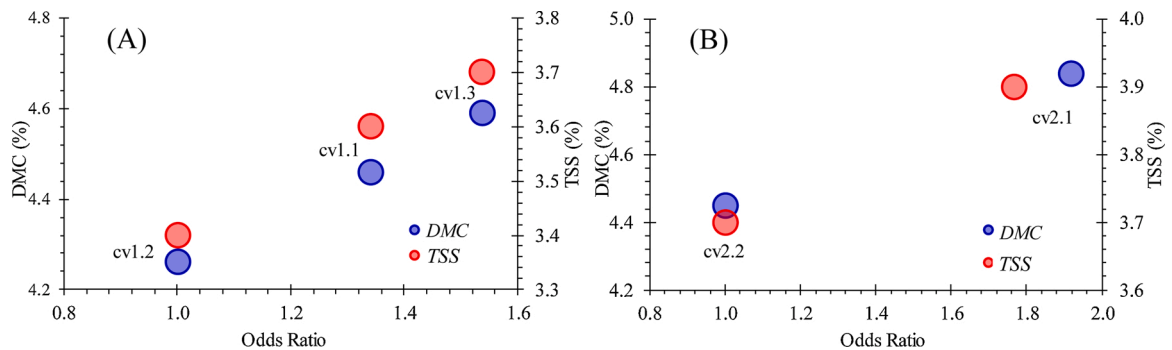 (A)
4.8
4.6
4.4
4.2
DMC (%)
3.8
3.7
3.6
3.5
3.4
3.3
TSS (%)
cv1.3
cv1.1
cv1.2
DMC
TSS
0.8
1.0
1.2
1.4
1.6
Odds Ratio
(B)
5.0
4.8
4.6
4.4
4.2
DMC (%)
4.0
3.9
3.8
3.7
3.6
TSS (%)
cv2.1
cv2.2
DMC
TSS
0.8
1.0
1.2
1.4
1.6
1.8
2.0
Odds Ratio